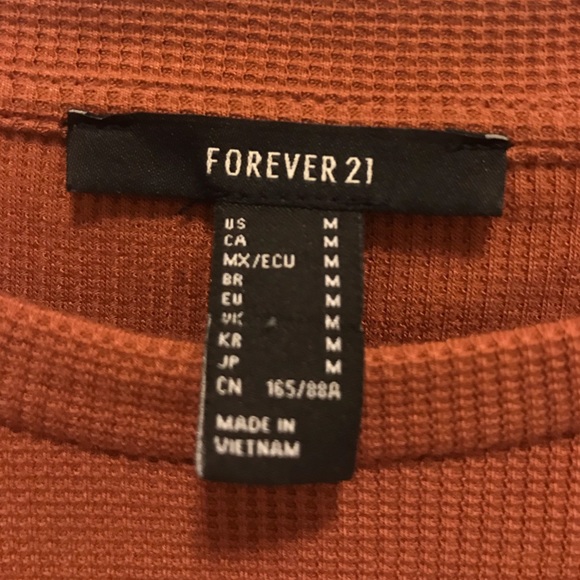 FOREVER 21
US M
CA M
MX/ECU M
BR M
EU M
UK M
KR M
JP M
CN 165/88A
MADE IN
VIETNAM